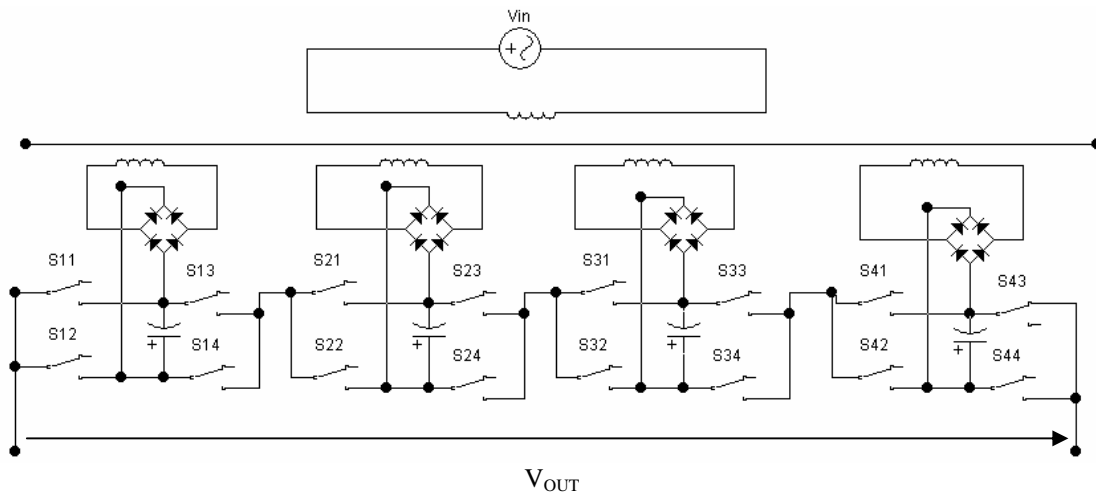 Vin
+
S11
S13
S21
S23
S31
S33
S41
S43
S12
+
S14
S22
+
S24
S32
+
S34
S42
+
S44
VOUT